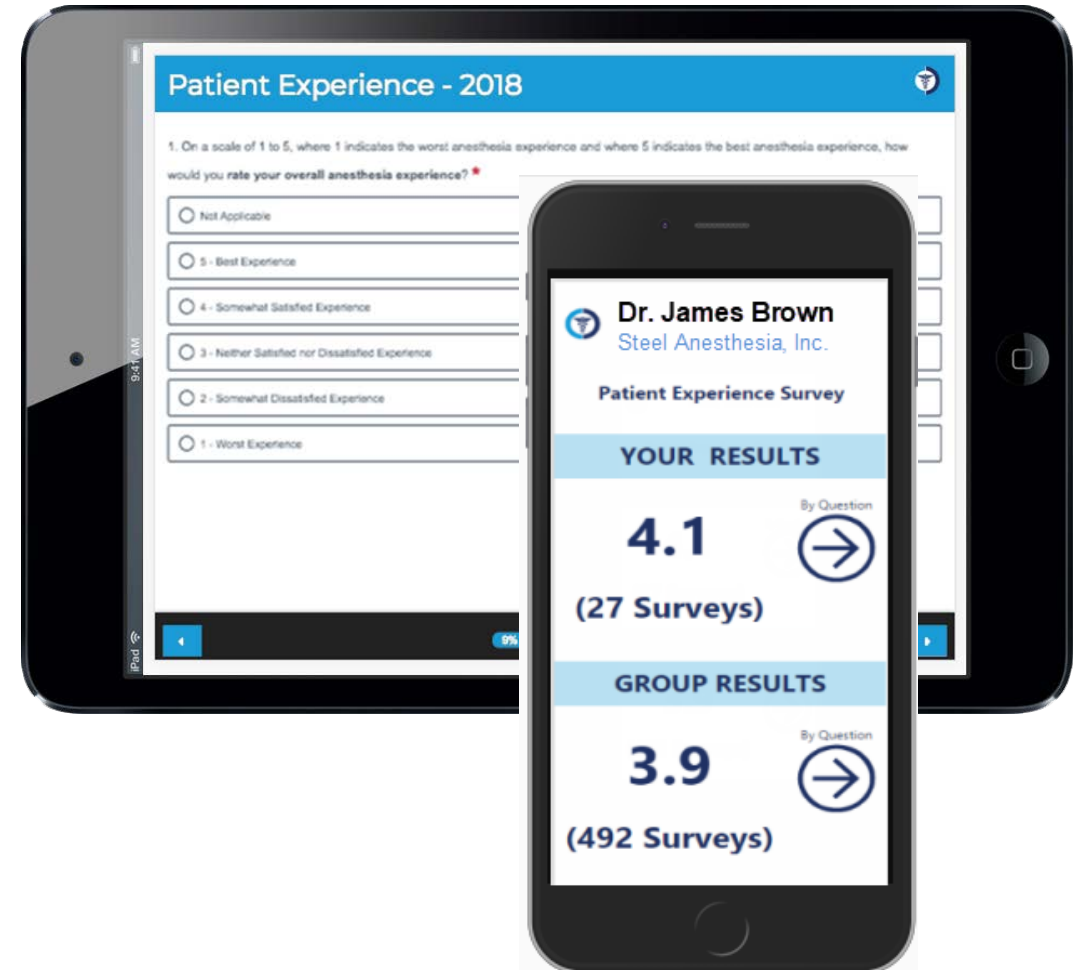 Patient Experience - 2018
1. On a scale of 1 to 5, where 1 indicates the worst anesthesia experience and where 5 indicates the best anesthesia experience, how
would you rate your overall anesthesia experience? *
Not Applicable
5 - Best Experience
4 - Somewhat Satisfied Experience
3 - Neither Satisfied nor Dissatisfied Experience
2 - Somewhat Dissatisfied Experience
1 - Worst Experience
9%
iPad
9:41 AM
Dr. James Brown
Steel Anesthesia, Inc.
Patient Experience Survey
YOUR RESULTS
By Question
4.1
(27 Surveys)
GROUP RESULTS
By Question
3.9
(492 Surveys)